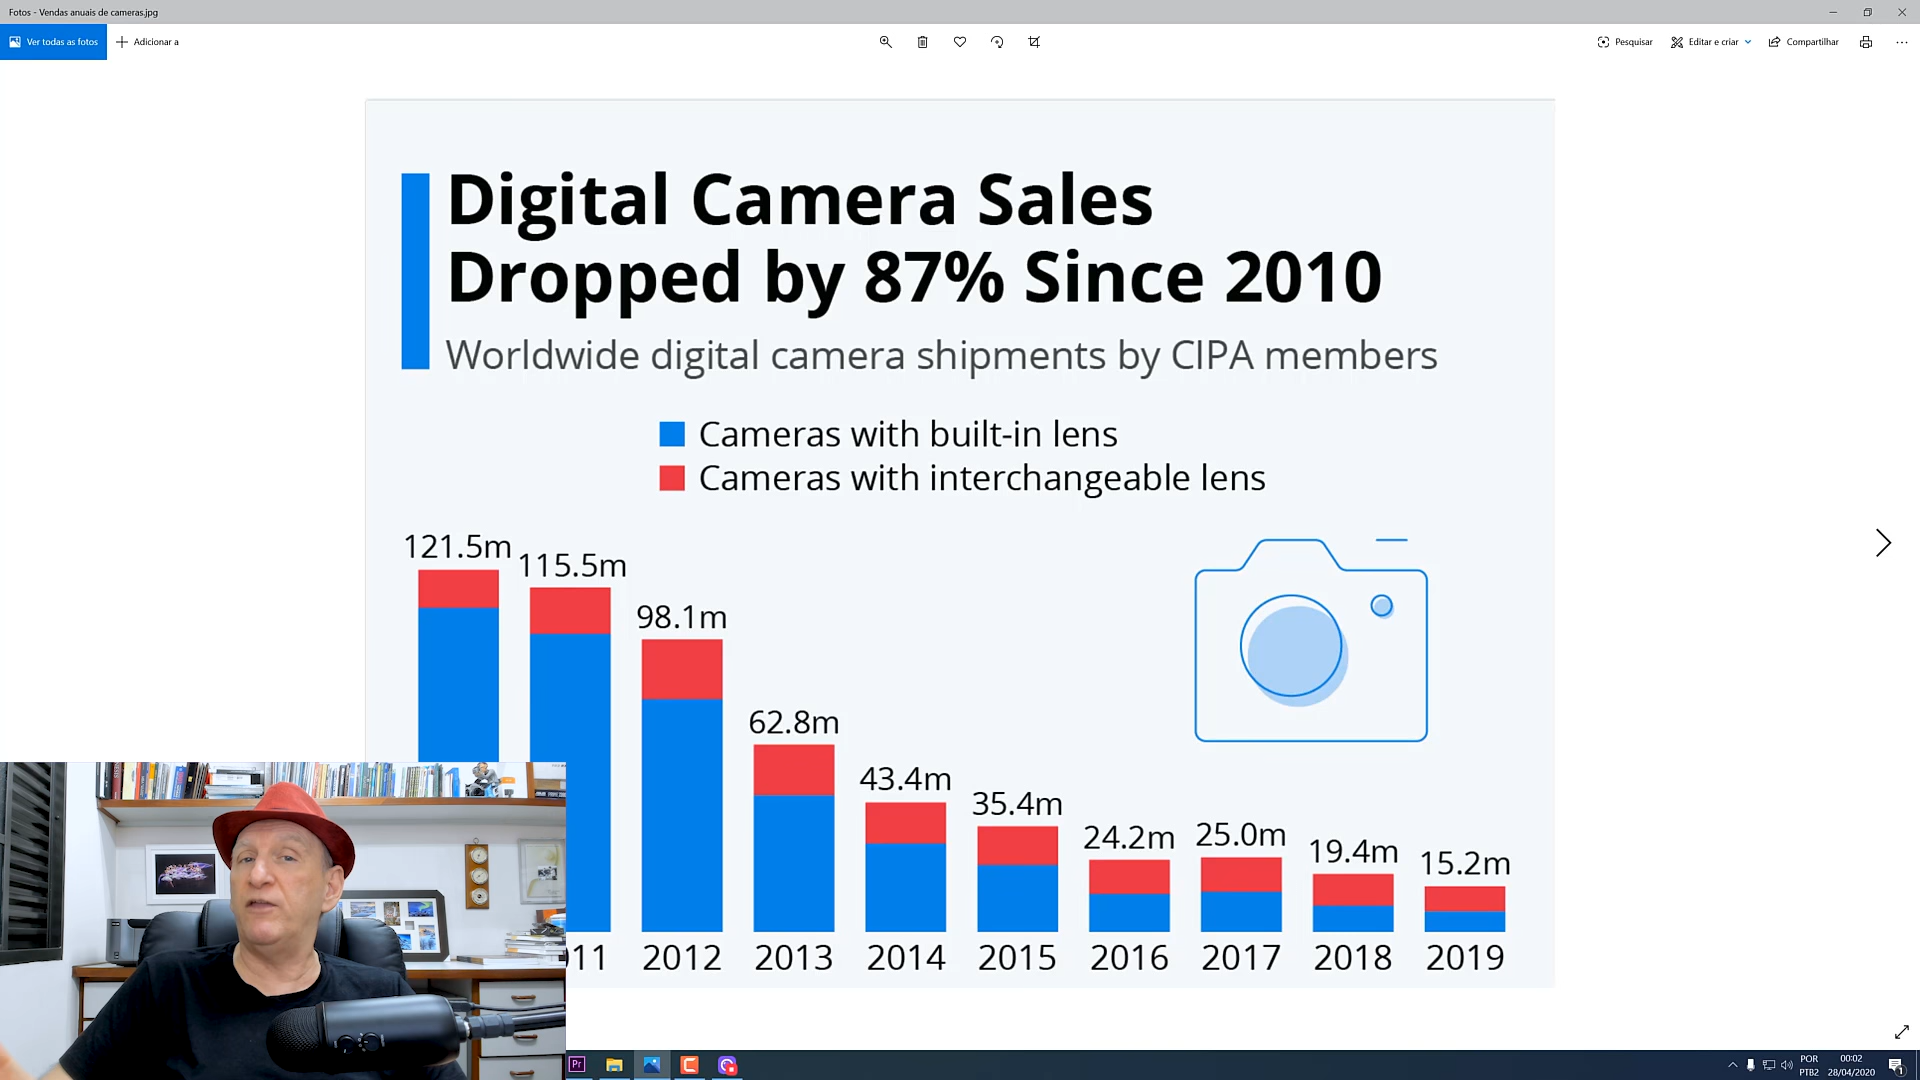 Fotos - Vendas anuais de cameras.jpg
Ver todas as fotos
Adicionar a
Pesquisar
Editar e criar
Compartilhar
Digital Camera Sales
Dropped by 87% Since 2010
Worldwide digital camera shipments by CIPA members
Cameras with built-in lens
Cameras with interchangeable lens
121.5m
115.5m
98.1m
62.8m
43.4m
35.4m
24.2m
25.0m
19.4m
15.2m
11
2012
2013
2014
2015
2016
2017
2018
2019
Pr
POR
PTB2
00:02
28/04/2020
1